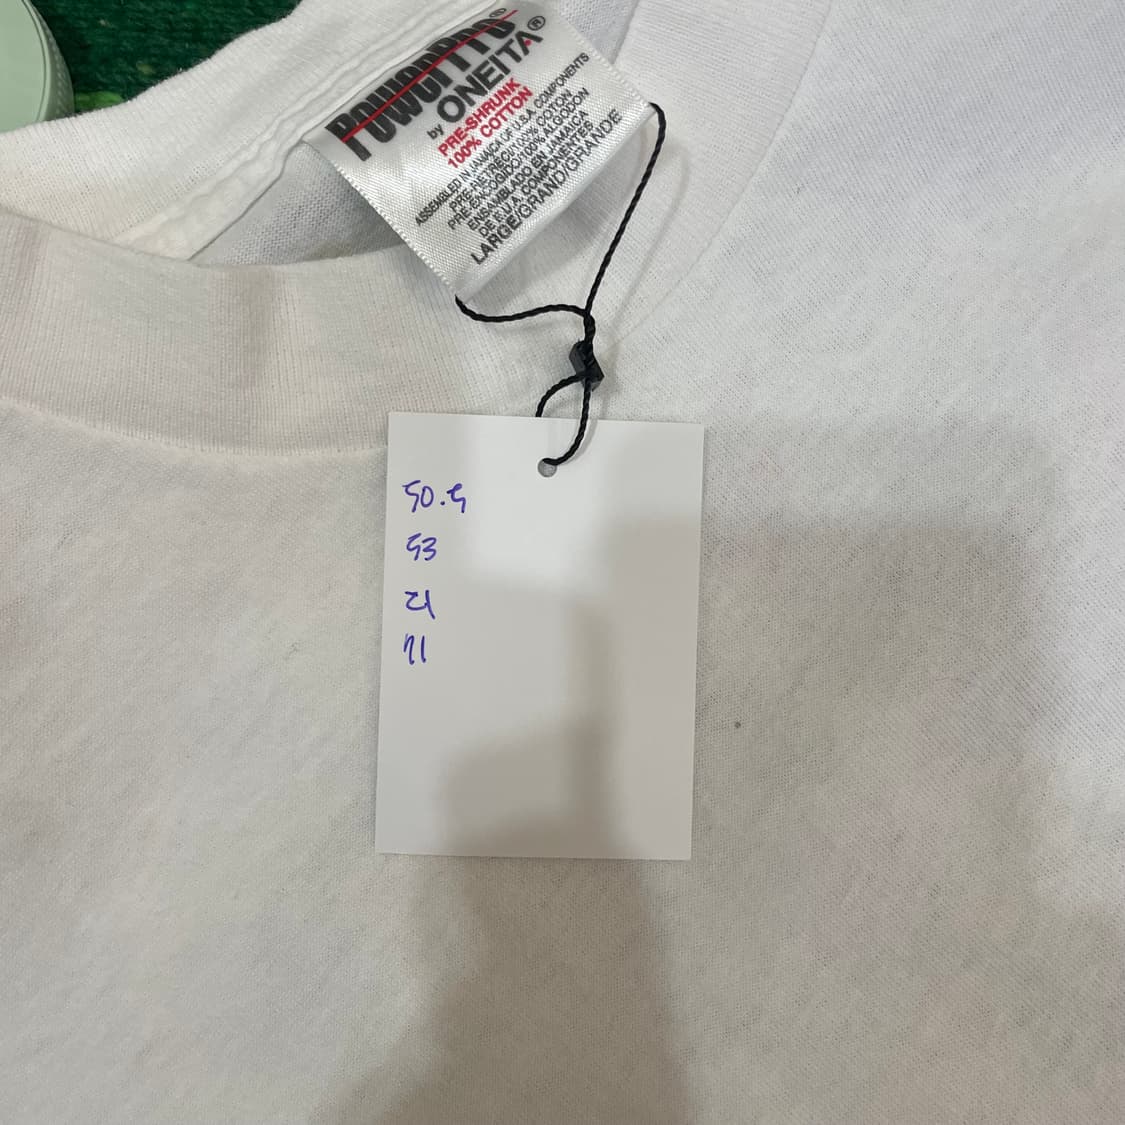 POWERPRO®
by ONEITA®
PRE-SHRUNK
100% COTTON
ASSEMBLED IN JAMAICA OF U.S.A. COMPONENTS
PRE-RETRECI/100% COTON
PRE-ENCOGIDO/100% ALGODON
ENSAMBLADO EN JAMAICA
DE E.U.A. COMPONENTES
LARGE/GRAND/GRANDE
50.5
53
21
71